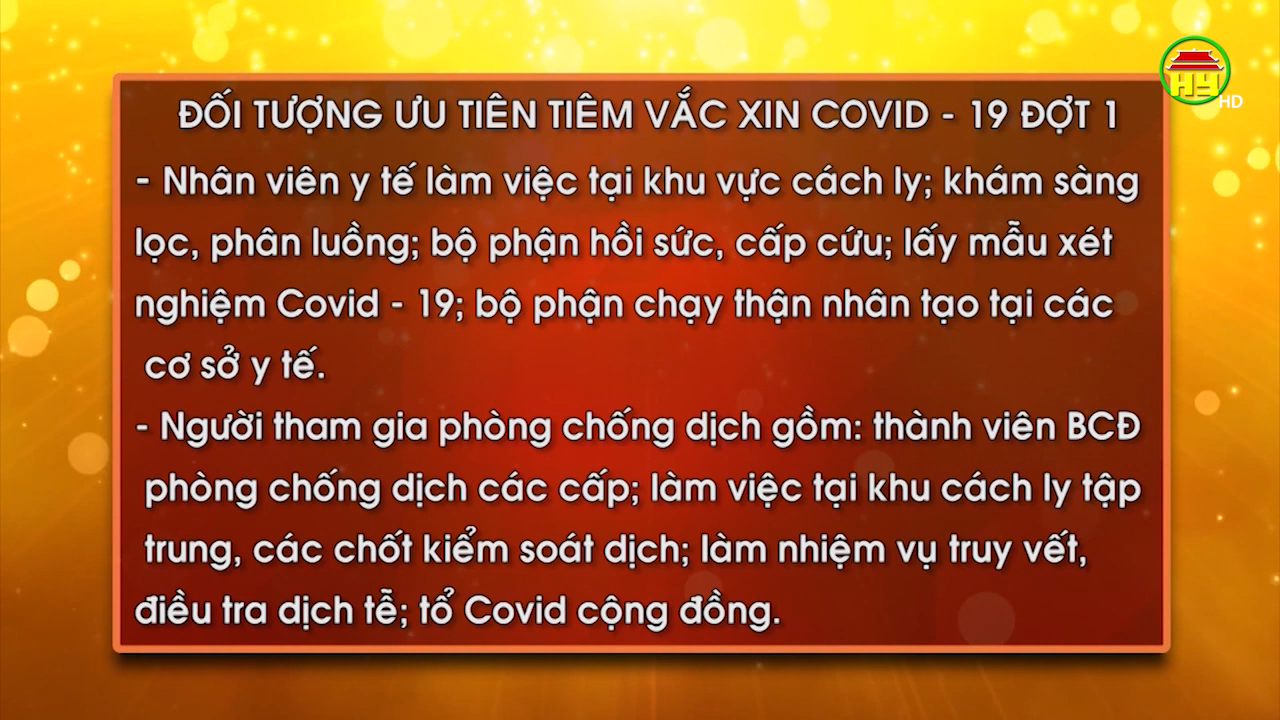 HY
HD
ĐỐI TƯỢNG ƯU TIÊN TIÊM VẮC XIN COVID - 19 ĐỢT 1
- Nhân viên y tế làm việc tại khu vực cách ly; khám sàng
lọc, phân luồng; bộ phận hồi sức, cấp cứu; lấy mẫu xét
nghiệm Covid - 19; bộ phận chạy thận nhân tạo tại các
cơ sở y tế.
- Người tham gia phòng chống dịch gồm: thành viên BCĐ
phòng chống dịch các cấp; làm việc tại khu cách ly tập
trung, các chốt kiểm soát dịch; làm nhiệm vụ truy vết,
điều tra dịch tễ; tổ Covid cộng đồng.